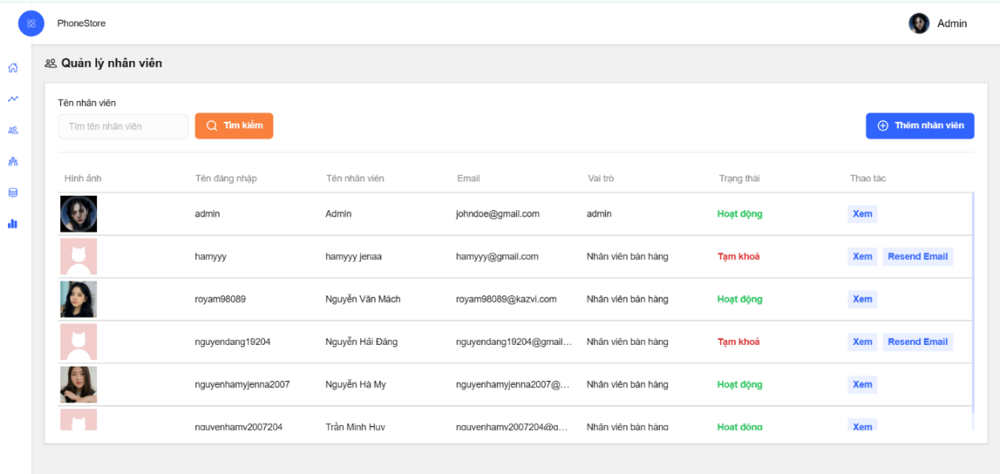 PhoneStore
Admin
Quản lý nhân viên
Tên nhân viên
Tìm tên nhân viên
Tìm kiếm
Thêm nhân viên
Hình ảnh Tên đăng nhập Tên nhân viên Email Vai trò Trạng thái Thao tác
admin Admin johndoe@gmail.com admin Hoạt động Xem
hamyyy hamyyy jenaa hamyyy@gmail.com Nhân viên bán hàng Tạm khoá Xem Resend Email
royam98089 Nguyễn Văn Mách royam98089@kazvi.com Nhân viên bán hàng Hoạt động Xem
nguyendang19204 Nguyễn Hải Đăng nguyendang19204@gmail... Nhân viên bán hàng Tạm khoá Xem Resend Email
nguyenhamyjenna2007 Nguyễn Hà My nguyenhamyjenna2007@... Nhân viên bán hàng Hoạt động Xem
nguyenhamy2007204 Trần Minh Huy nguyenhamy2007204@g... Nhân viên bán hàng Hoạt động Xem